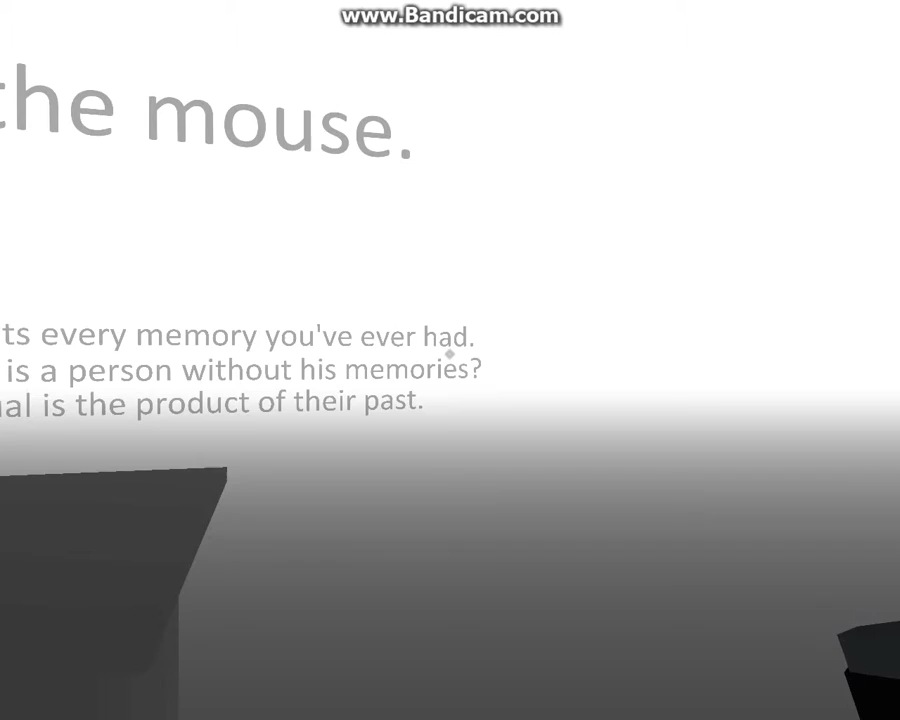 www.Bandicam.com
the mouse.
ts every memory you've ever had.
is a person without his memories?
al is the product of their past.